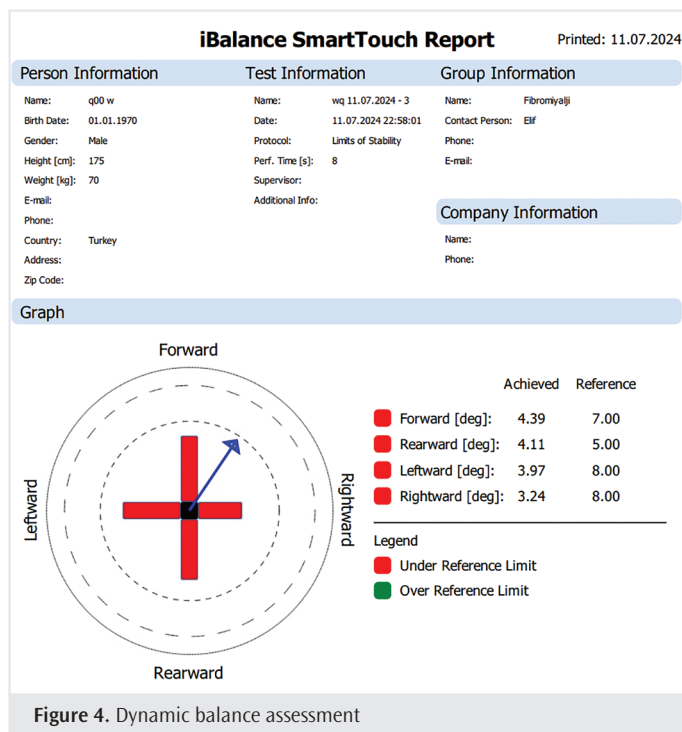 iBalance SmartTouch Report
Printed: 11.07.2024
Person Information
Name: q00 w
Birth Date: 01.01.1970
Gender: Male
Height [cm]: 175
Weight [kg]: 70
E-mail:
Phone:
Country: Turkey
Address:
Zip Code:
Test Information
Name: wq 11.07.2024 - 3
Date: 11.07.2024 22:58:01
Protocol: Limits of Stability
Perf. Time [s]: 8
Supervisor:
Additional Info:
Group Information
Name: Fibromiyalji
Contact Person: Elif
Phone:
E-mail:
Company Information
Name:
Phone:
Graph
Forward
Leftward
Rightward
Rearward
Achieved Reference
Forward [deg]: 4.39 7.00
Rearward [deg]: 4.11 5.00
Leftward [deg]: 3.97 8.00
Rightward [deg]: 3.24 8.00
Legend
Under Reference Limit
Over Reference Limit
Figure 4. Dynamic balance assessment